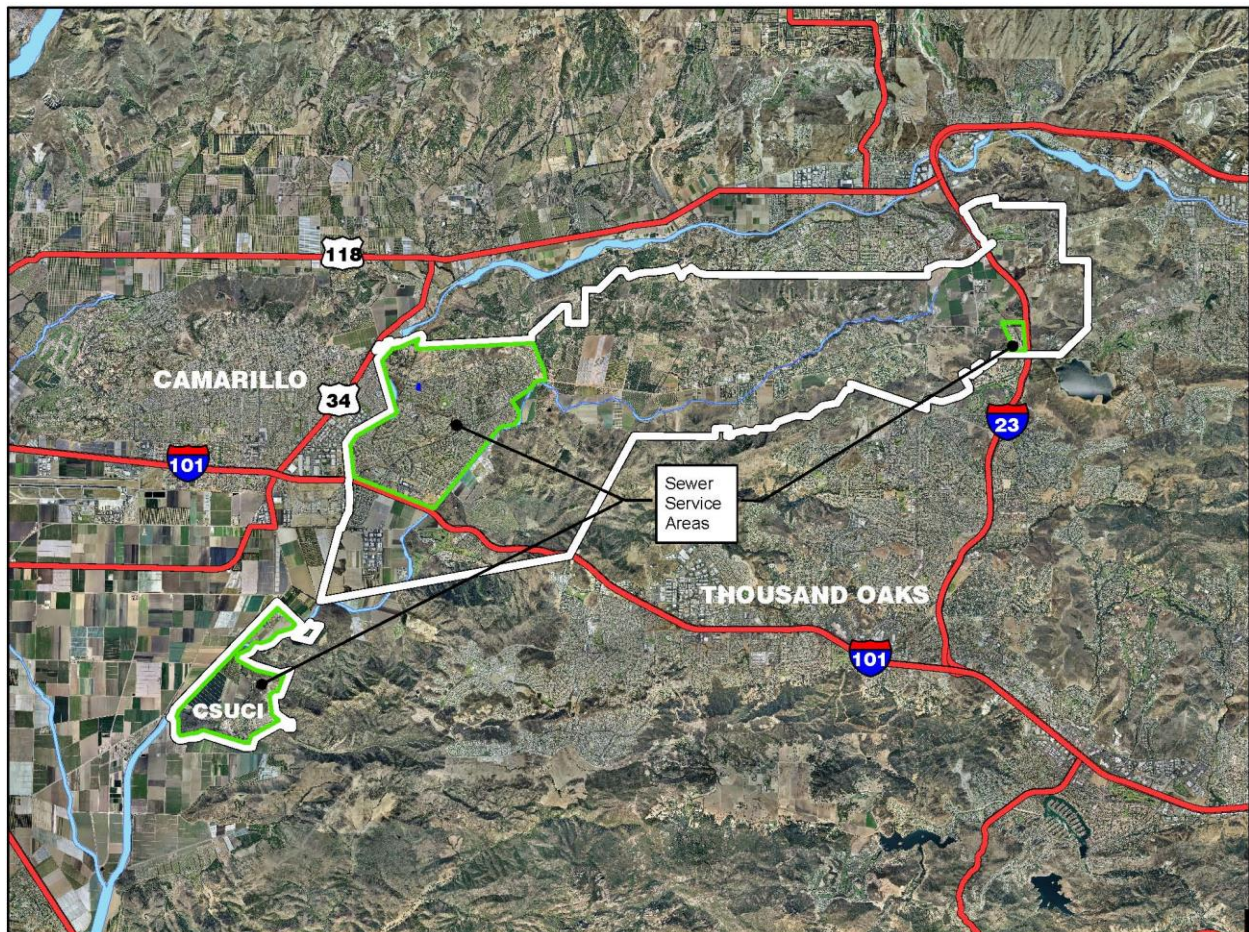 118
CAMARILLO
34
23
101
Sewer
Service
Areas
THOUSAND OAKS
101
CSUCI